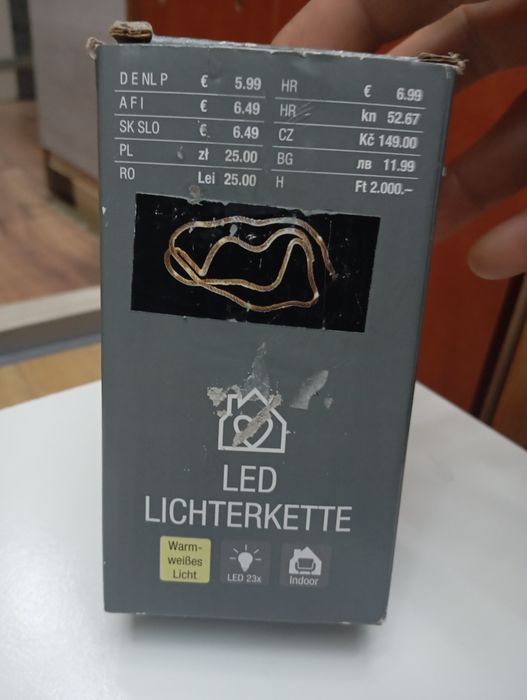 D E NL P € 5.99
A F I € 6.49
SK SLO € 6.49
PL zł 25.00
RO Lei 25.00
HR € 6.99
HR kn 52.67
CZ Kč 149.00
BG лв 11.99
H Ft 2.000.–
LED
LICHTERKETTE
Warm-
weißes
Licht
LED 23x
Indoor